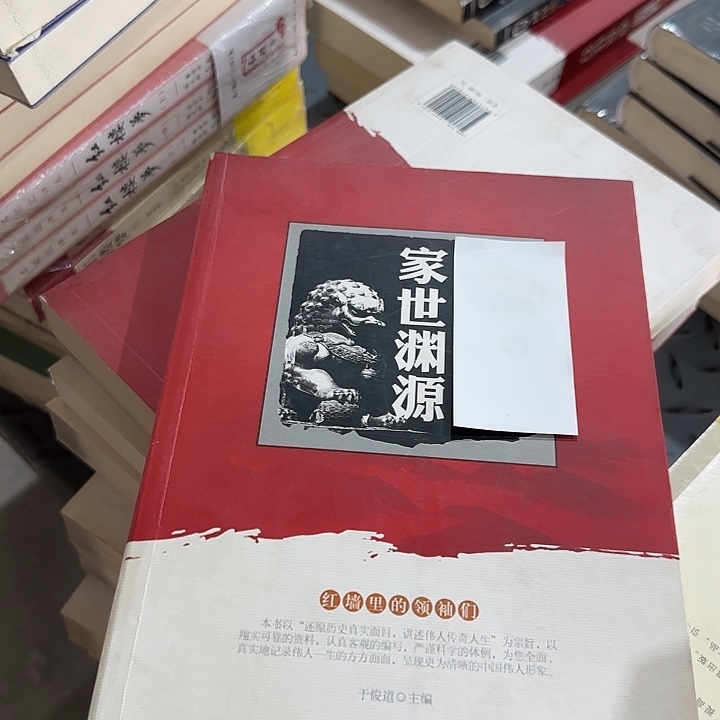 红楼梦
红楼梦
红楼梦
家世渊源
红墙里的领袖们
本书以“还原历史真实面目，讲述伟人传奇人生”为宗旨，以
翔实可靠的资料，认真客观的编写，严谨科学的体例，为您全面、
真实地记录伟人一生的方方面面，呈现更为清晰的中国伟人形象。
于俊道◎主编